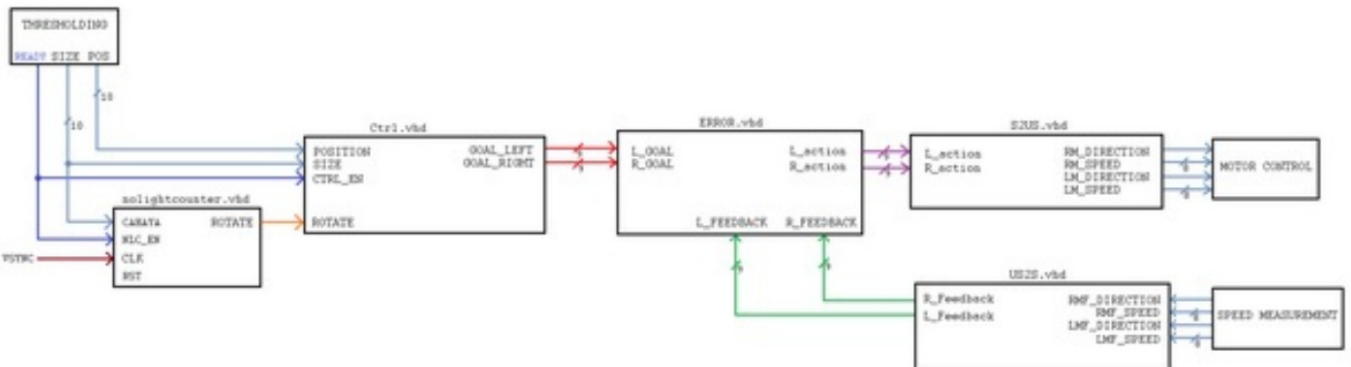 THRESHOLDING
READY SIZE POS
10
10
Ctrl.vhd
POSITION
SIZE
CTRL_EN
ROTATE
GOAL_LEFT
GOAL_RIGHT
nolightcounter.vhd
CAHAYA
NLC_EN
CLK
RST
ROTATE
VSYNC
ERROR.vhd
L_GOAL
R_GOAL
L_action
R_action
L_FEEDBACK R_FEEDBACK
S2US.vhd
L_action
R_action
RM_DIRECTION
RM_SPEED
LM_DIRECTION
LM_SPEED
MOTOR CONTROL
US2S.vhd
R_Feedback
L_Feedback
RMF_DIRECTION
RMF_SPEED
LMF_DIRECTION
LMF_SPEED
SPEED MEASUREMENT